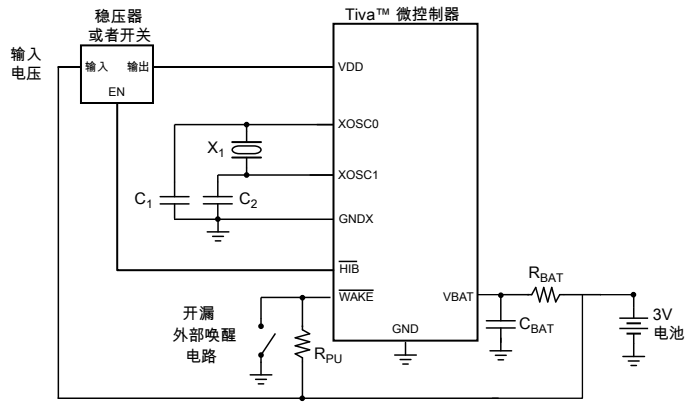 Tiva™ 微控制器
稳压器
或者开关
输入
电压
输入 输出
EN
VDD
XOSC0
X1
XOSC1
C1
C2
GNDX
HIB
WAKE
VBAT
RBAT
GND
CBAT
3V
电池
开漏
外部唤醒
电路
RPU